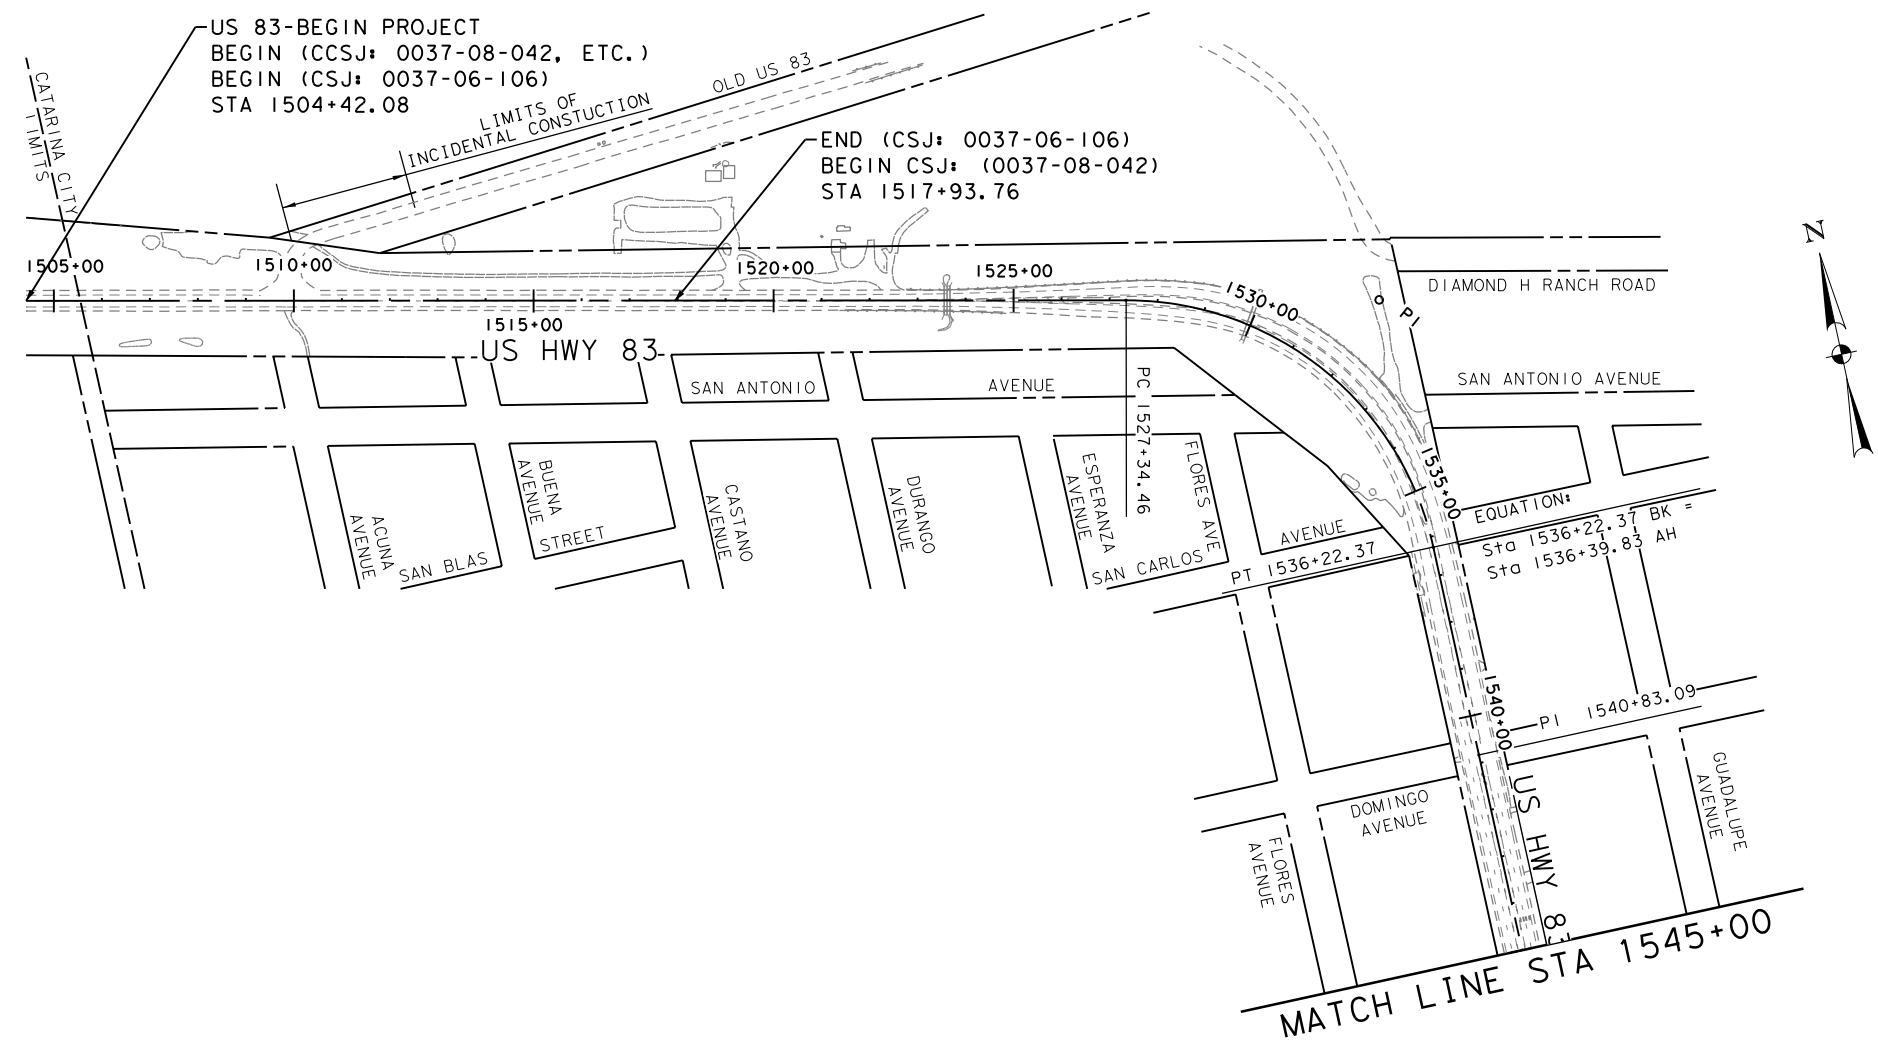 US 83-BEGIN PROJECT
BEGIN (CCSJ: 0037-08-042, ETC.)
BEGIN (CSJ: 0037-06-106)
STA 1504+42.08
CATARINA CITY
LIMITS
LIMITS OF
INCIDENTAL CONSTUCTION
OLD US 83
END (CSJ: 0037-06-106)
BEGIN CSJ: (0037-08-042)
STA 1517+93.76
N
1505+00
1510+00
1515+00
1520+00
1525+00
1530+00
PI
DIAMOND H RANCH ROAD
US HWY 83
SAN ANTONIO
AVENUE
SAN ANTONIO AVENUE
PC 1527+34.46
1535+00
EQUATION:
Sta 1536+22.37 BK =
Sta 1536+39.83 AH
ACUNA
AVENUE
BUENA
AVENUE
SAN BLAS
STREET
CASTANO
AVENUE
DURANGO
AVENUE
ESPERANZA
AVENUE
FLORES AVE
SAN CARLOS
AVENUE
PT 1536+22.37
1540+00
PI 1540+83.09
DOMINGO
AVENUE
FLORES
AVENUE
GUADALUPE
AVENUE
US HWY 83
MATCH LINE STA 1545+00